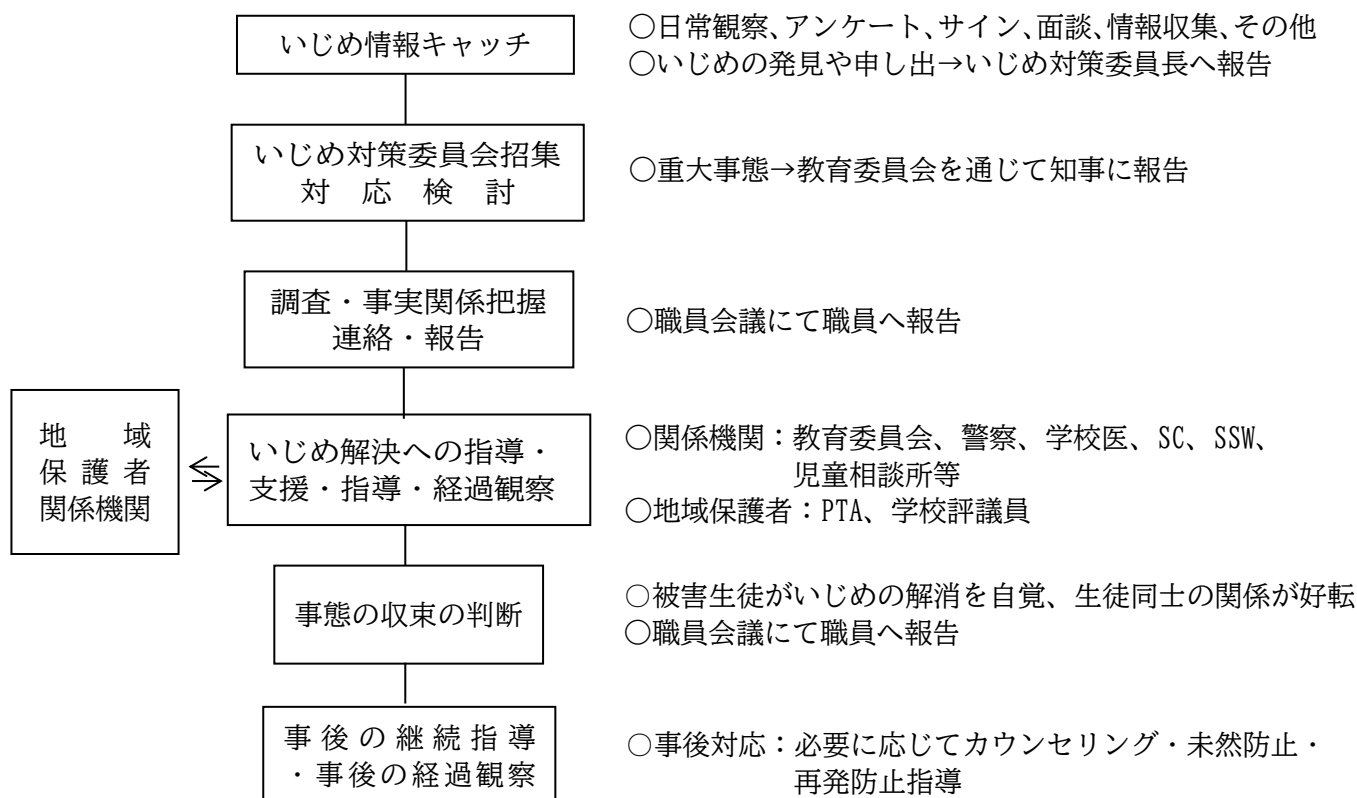 いじめ情報キャッチ
○日常観察、アンケート、サイン、面談、情報収集、その他
○いじめの発見や申し出→いじめ対策委員長へ報告
いじめ対策委員会招集
対 応 検 討
○重大事態→教育委員会を通じて知事に報告
調査・事実関係把握
連絡・報告
○職員会議にて職員へ報告
地 域
保 護 者
関係機関
いじめ解決への指導・
支援・指導・経過観察
○関係機関：教育委員会、警察、学校医、SC、SSW、
児童相談所等
○地域保護者：PTA、学校評議員
事態の収束の判断
○被害生徒がいじめの解消を自覚、生徒同士の関係が好転
○職員会議にて職員へ報告
事 後 の 継 続 指 導
・事後の経過観察
○事後対応：必要に応じてカウンセリング・未然防止・
再発防止指導